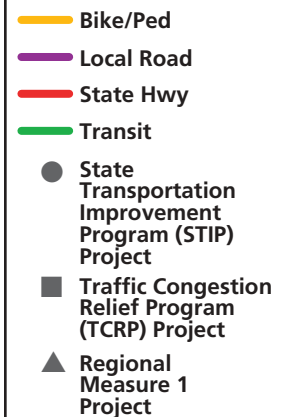 Bike/Ped
Local Road
State Hwy
Transit
State
Transportation
Improvement
Program (STIP)
Project
Traffic Congestion
Relief Program
(TCRP) Project
Regional
Measure 1
Project